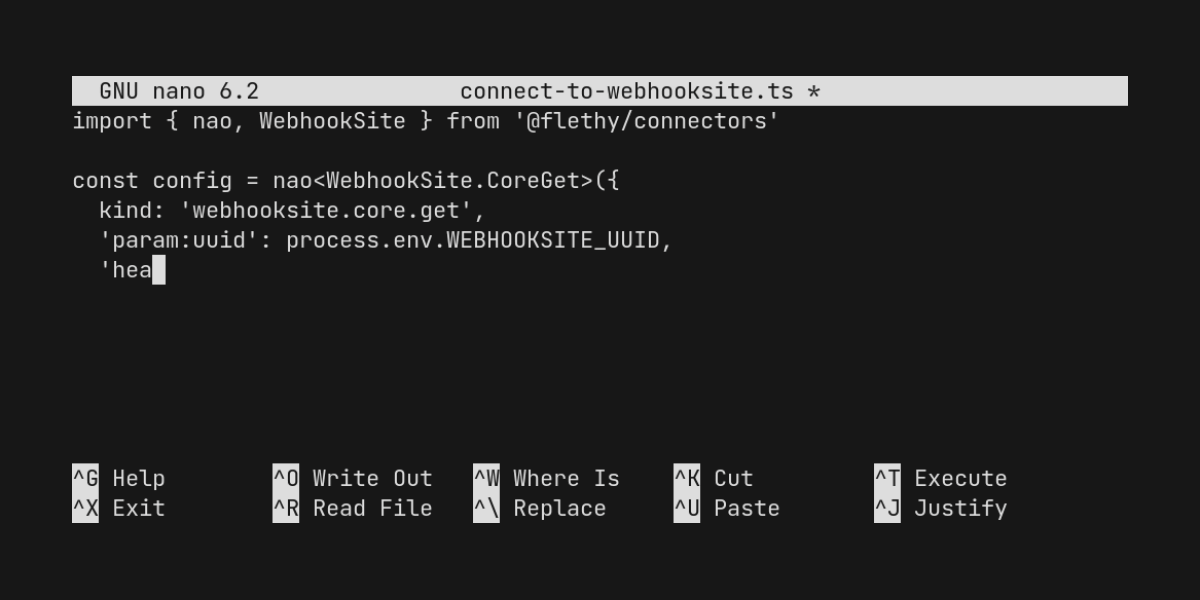 GNU nano 6.2 connect-to-webhooksite.ts *
import { nao, WebhookSite } from '@flethy/connectors'
const config = nao<WebhookSite.CoreGet>({
kind: 'webhooksite.core.get',
'param:uuid': process.env.WEBHOOKSITE_UUID,
'hea
^G Help ^O Write Out ^W Where Is ^K Cut ^T Execute
^X Exit ^R Read File ^\ Replace ^U Paste ^J Justify